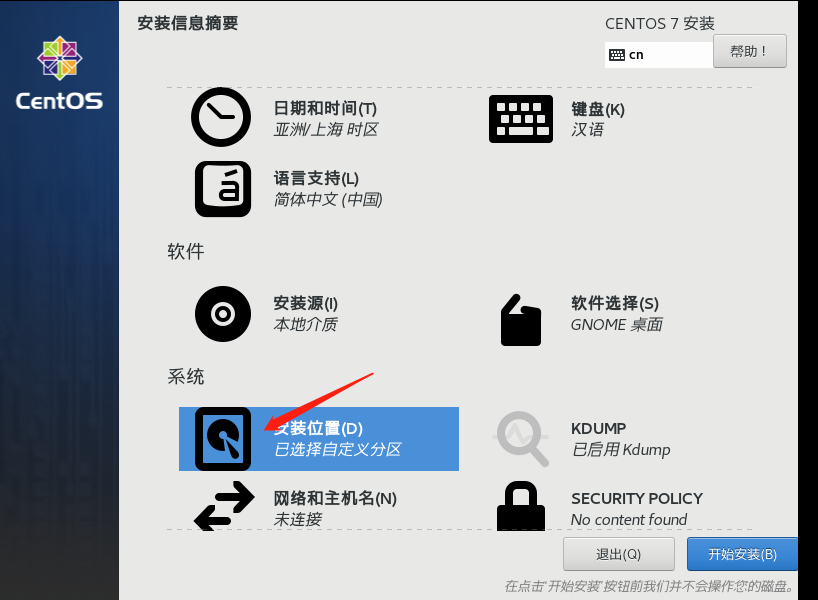 安装信息摘要
CENTOS 7 安装
cn
帮助！
CentOS
日期和时间(T)
亚洲/上海 时区
键盘(K)
汉语
语言支持(L)
简体中文 (中国)
软件
安装源(I)
本地介质
软件选择(S)
GNOME 桌面
系统
安装位置(D)
已选择自定义分区
KDUMP
已启用 Kdump
网络和主机名(N)
未连接
SECURITY POLICY
No content found
退出(Q)
开始安装(B)
在点击'开始安装'按钮前我们并不会操作您的磁盘。